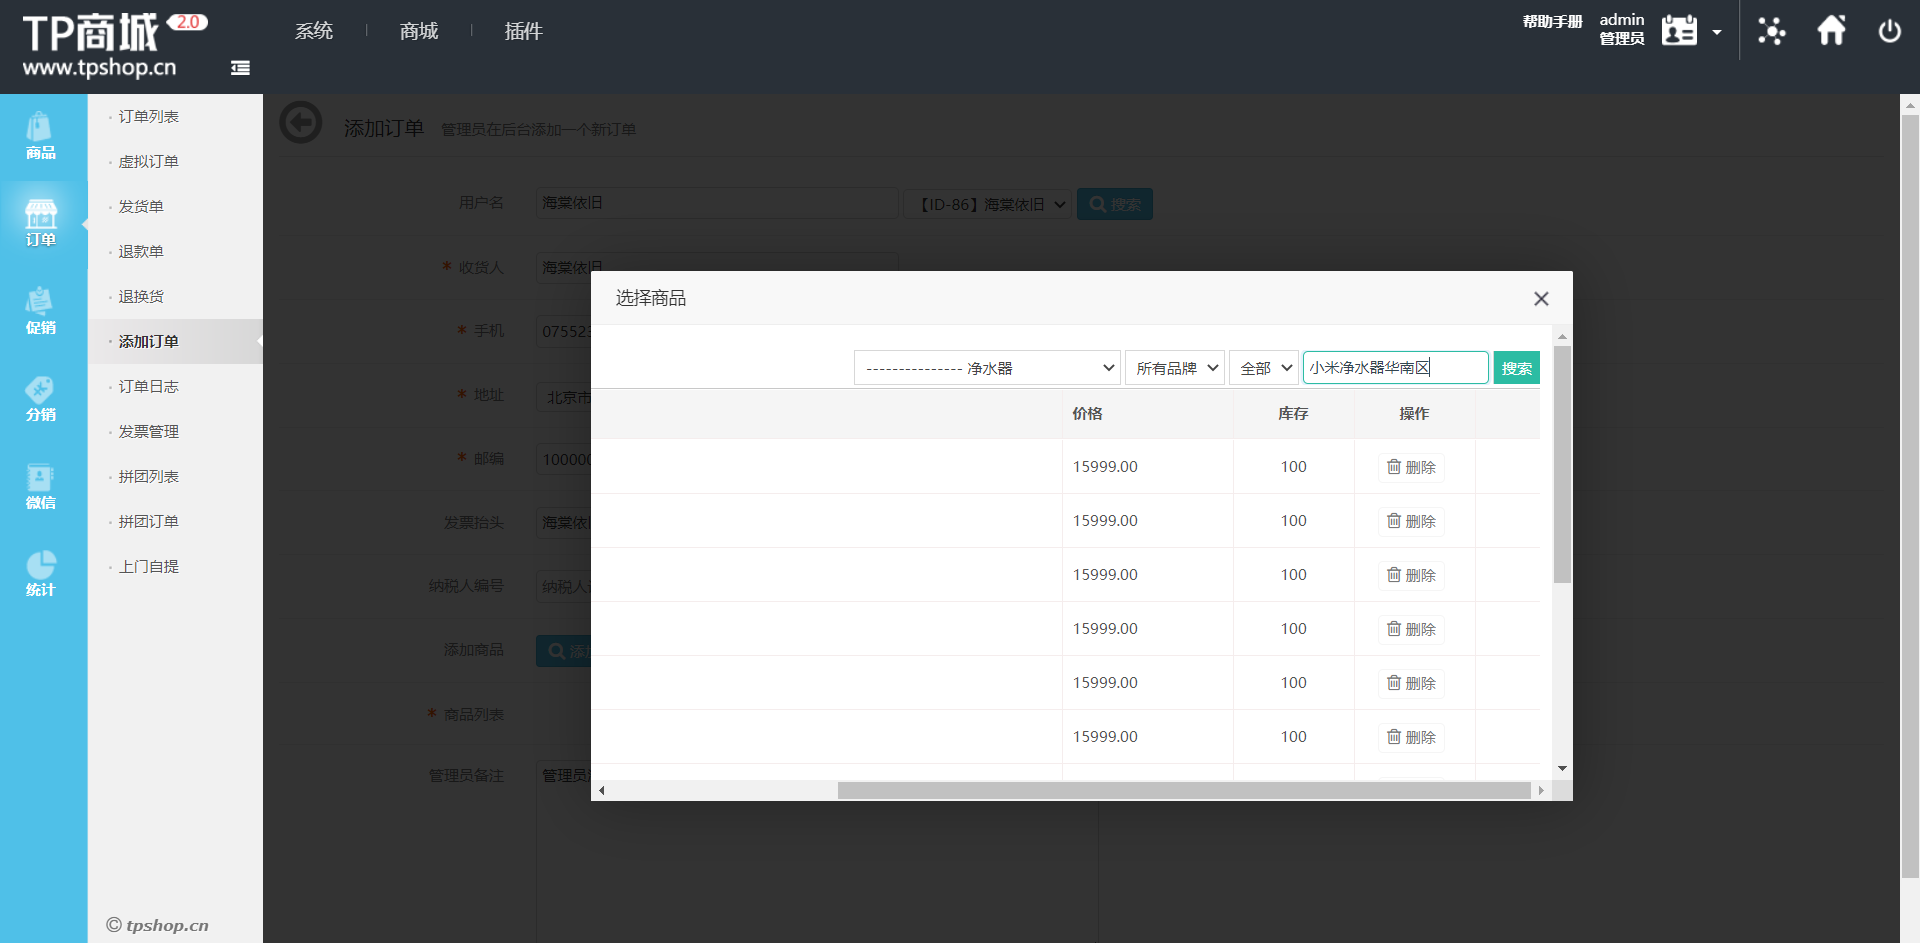 TP商城 2.0
www.tpshop.cn
系统
商城
插件
帮助手册
admin
管理员
商品
订单
促销
分销
微信
统计
订单列表
虚拟订单
发货单
退款单
退换货
添加订单
订单日志
发票管理
拼团列表
拼团订单
上门自提
© tpshop.cn
添加订单 管理员在后台添加一个新订单
用户名 海棠依旧 【ID-86】海棠依旧 搜索
* 收货人 海棠依旧
* 手机 07552
* 地址 北京市
* 邮编 10000
发票抬头 海棠依
纳税人编号 纳税人
添加商品 添
* 商品列表
管理员备注 管理员
选择商品
--------------- 净水器 所有品牌 全部 小米净水器华南区 搜索
价格 库存 操作
15999.00 100 删除
15999.00 100 删除
15999.00 100 删除
15999.00 100 删除
15999.00 100 删除
15999.00 100 删除